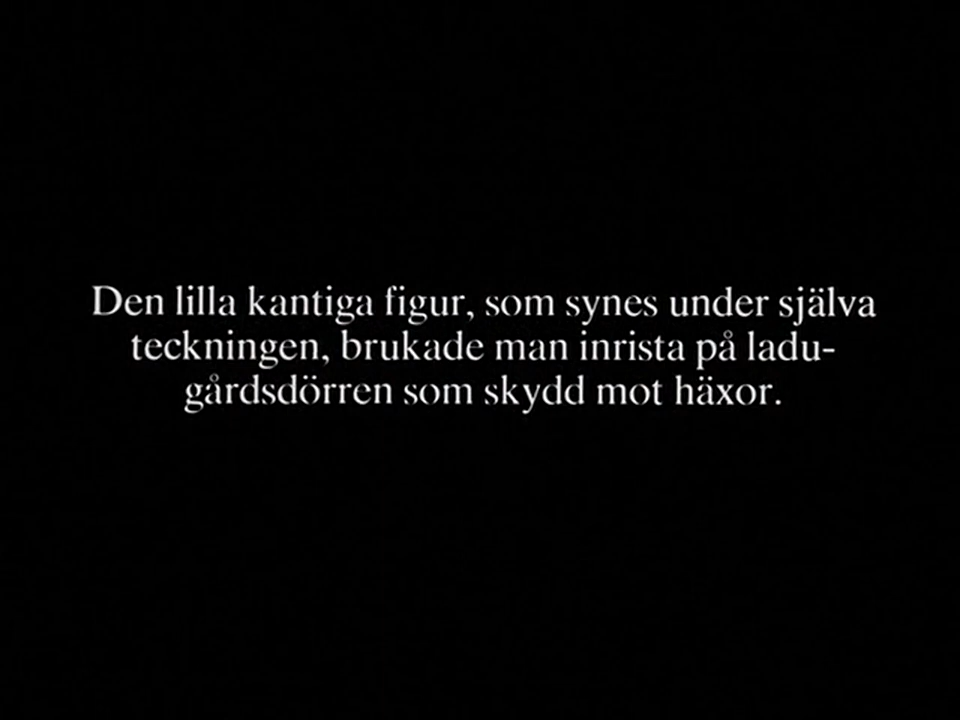 Den lilla kantiga figur, som synes under själva
teckningen, brukade man inrista på ladu-
gårdsdörren som skydd mot häxor.